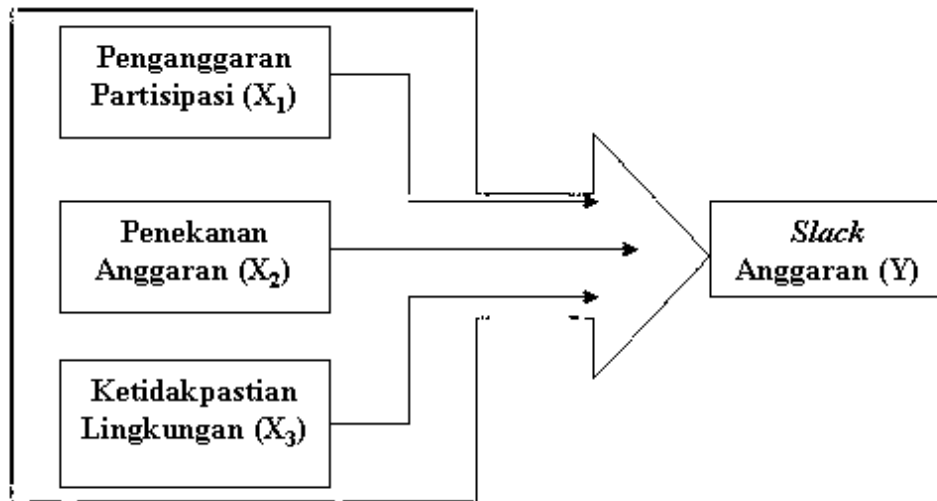 Penganggaran
Partisipasi (X₁)
Penekanan
Anggaran (X₂)
Slack
Anggaran (Y)
Ketidakpastian
Lingkungan (X₃)